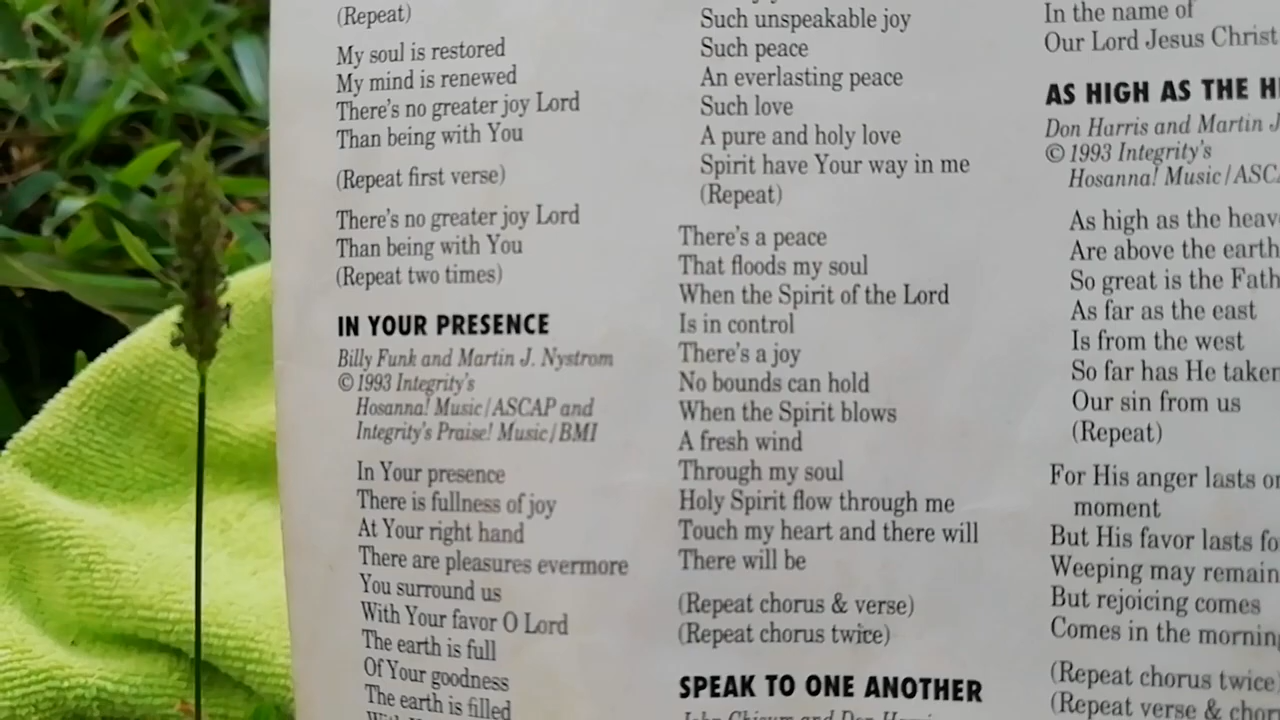 (Repeat)
My soul is restored
My mind is renewed
There's no greater joy Lord
Than being with You
(Repeat first verse)
There's no greater joy Lord
Than being with You
(Repeat two times)
IN YOUR PRESENCE
Billy Funk and Martin J. Nystrom
© 1993 Integrity's
Hosanna! Music/ASCAP and
Integrity's Praise! Music/BMI
In Your presence
There is fullness of joy
At Your right hand
There are pleasures evermore
You surround us
With Your favor O Lord
The earth is full
Of Your goodness
The earth is filled
Such unspeakable joy
Such peace
An everlasting peace
Such love
A pure and holy love
Spirit have Your way in me
(Repeat)
There's a peace
That floods my soul
When the Spirit of the Lord
Is in control
There's a joy
No bounds can hold
When the Spirit blows
A fresh wind
Through my soul
Holy Spirit flow through me
Touch my heart and there will
There will be
(Repeat chorus & verse)
(Repeat chorus twice)
SPEAK TO ONE ANOTHER
In the name of
Our Lord Jesus Christ
AS HIGH AS THE
Don Harris and Martin J.
© 1993 Integrity's
Hosanna! Music/
As high as the
Are above the earth
So great is the
As far as the east
Is from the west
So far has He
Our sin from us
(Repeat)
For His anger lasts
moment
But His favor lasts
Weeping may remain
But rejoicing comes
Comes in the
(Repeat chorus twice)
(Repeat verse &